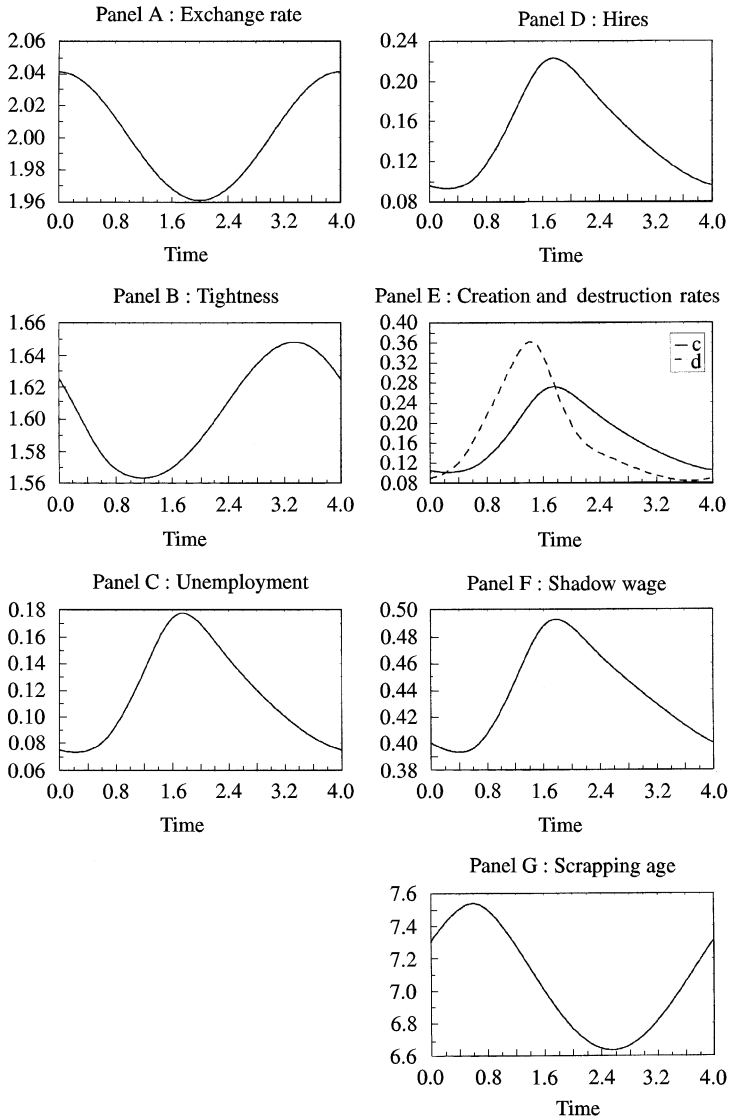 Panel A : Exchange rate
2.06
2.04
2.02
2.00
1.98
1.96
0.0 0.8 1.6 2.4 3.2 4.0
Time
Panel D : Hires
0.24
0.20
0.16
0.12
0.08
0.0 0.8 1.6 2.4 3.2 4.0
Time
Panel B : Tightness
1.66
1.64
1.62
1.60
1.58
1.56
0.0 0.8 1.6 2.4 3.2 4.0
Time
Panel E : Creation and destruction rates
0.40
0.36
0.32
0.28
0.24
0.20
0.16
0.12
0.08
c
d
0.0 0.8 1.6 2.4 3.2 4.0
Time
Panel C : Unemployment
0.18
0.16
0.14
0.12
0.10
0.08
0.06
0.0 0.8 1.6 2.4 3.2 4.0
Time
Panel F : Shadow wage
0.50
0.48
0.46
0.44
0.42
0.40
0.38
0.0 0.8 1.6 2.4 3.2 4.0
Time
Panel G : Scrapping age
7.6
7.4
7.2
7.0
6.8
6.6
0.0 0.8 1.6 2.4 3.2 4.0
Time